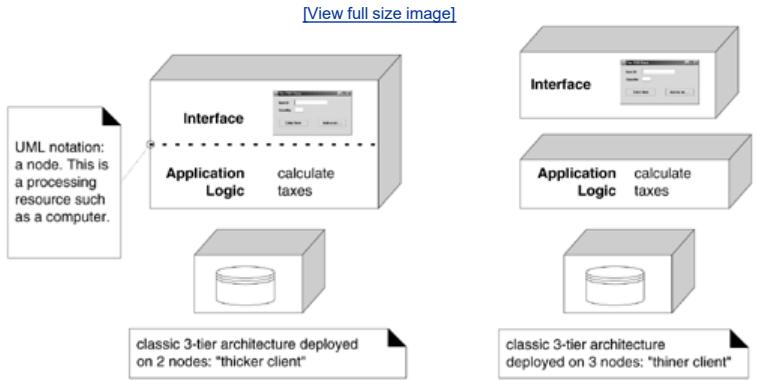 [View full size image]
UML notation:
a node. This is
a processing
resource such
as a computer.
Interface
Application
Logic
calculate
taxes
classic 3-tier architecture deployed
on 2 nodes: "thicker client"
Interface
Application
Logic
calculate
taxes
classic 3-tier architecture
deployed on 3 nodes: "thiner client"